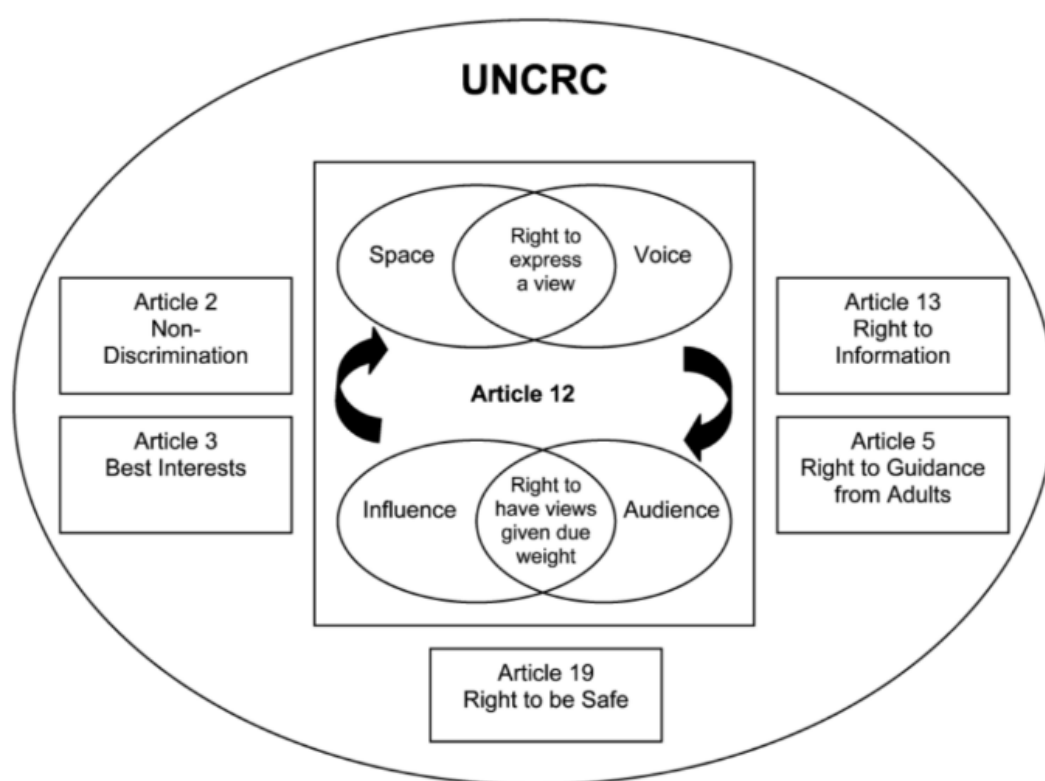 UNCRC
Space
Right to
express
a view
Voice
Article 2
Non-
Discrimination
Article 13
Right to
Information
Article 12
Article 3
Best Interests
Article 5
Right to Guidance
from Adults
Influence
Right to
have views
given due
weight
Audience
Article 19
Right to be Safe